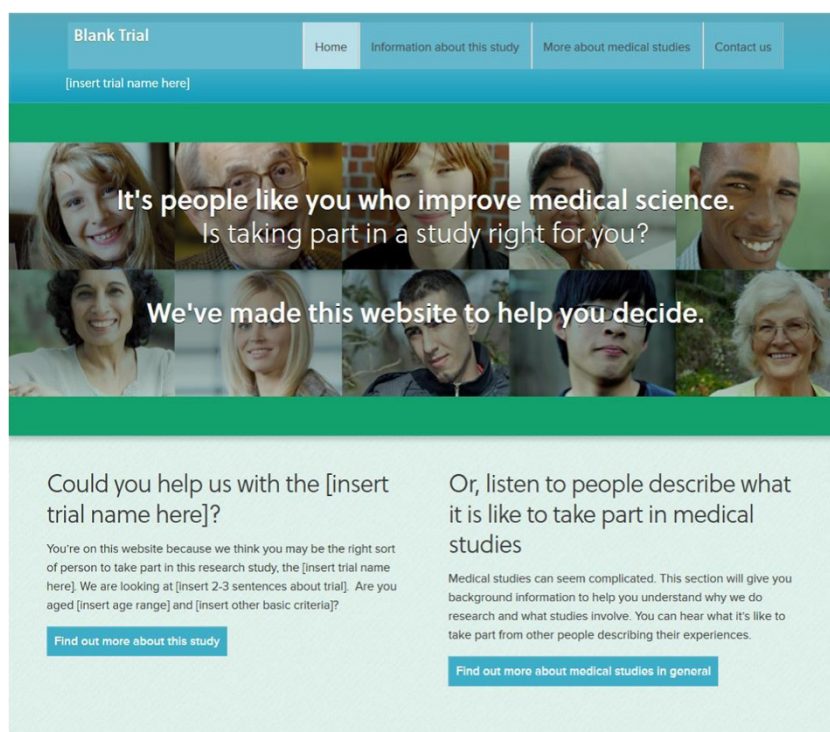 Blank Trial
Home
Information about this study
More about medical studies
Contact us
[insert trial name here]
It's people like you who improve medical science.
Is taking part in a study right for you?
We've made this website to help you decide.
Could you help us with the [insert
trial name here]?
You're on this website because we think you may be the right sort
of person to take part in this research study, the [insert trial name
here]. We are looking at [insert 2-3 sentences about trial]. Are you
aged [insert age range] and [insert other basic criteria]?
Find out more about this study
Or, listen to people describe what
it is like to take part in medical
studies
Medical studies can seem complicated. This section will give you
background information to help you understand why we do
research and what studies involve. You can hear what it's like to
take part from other people describing their experiences.
Find out more about medical studies in general